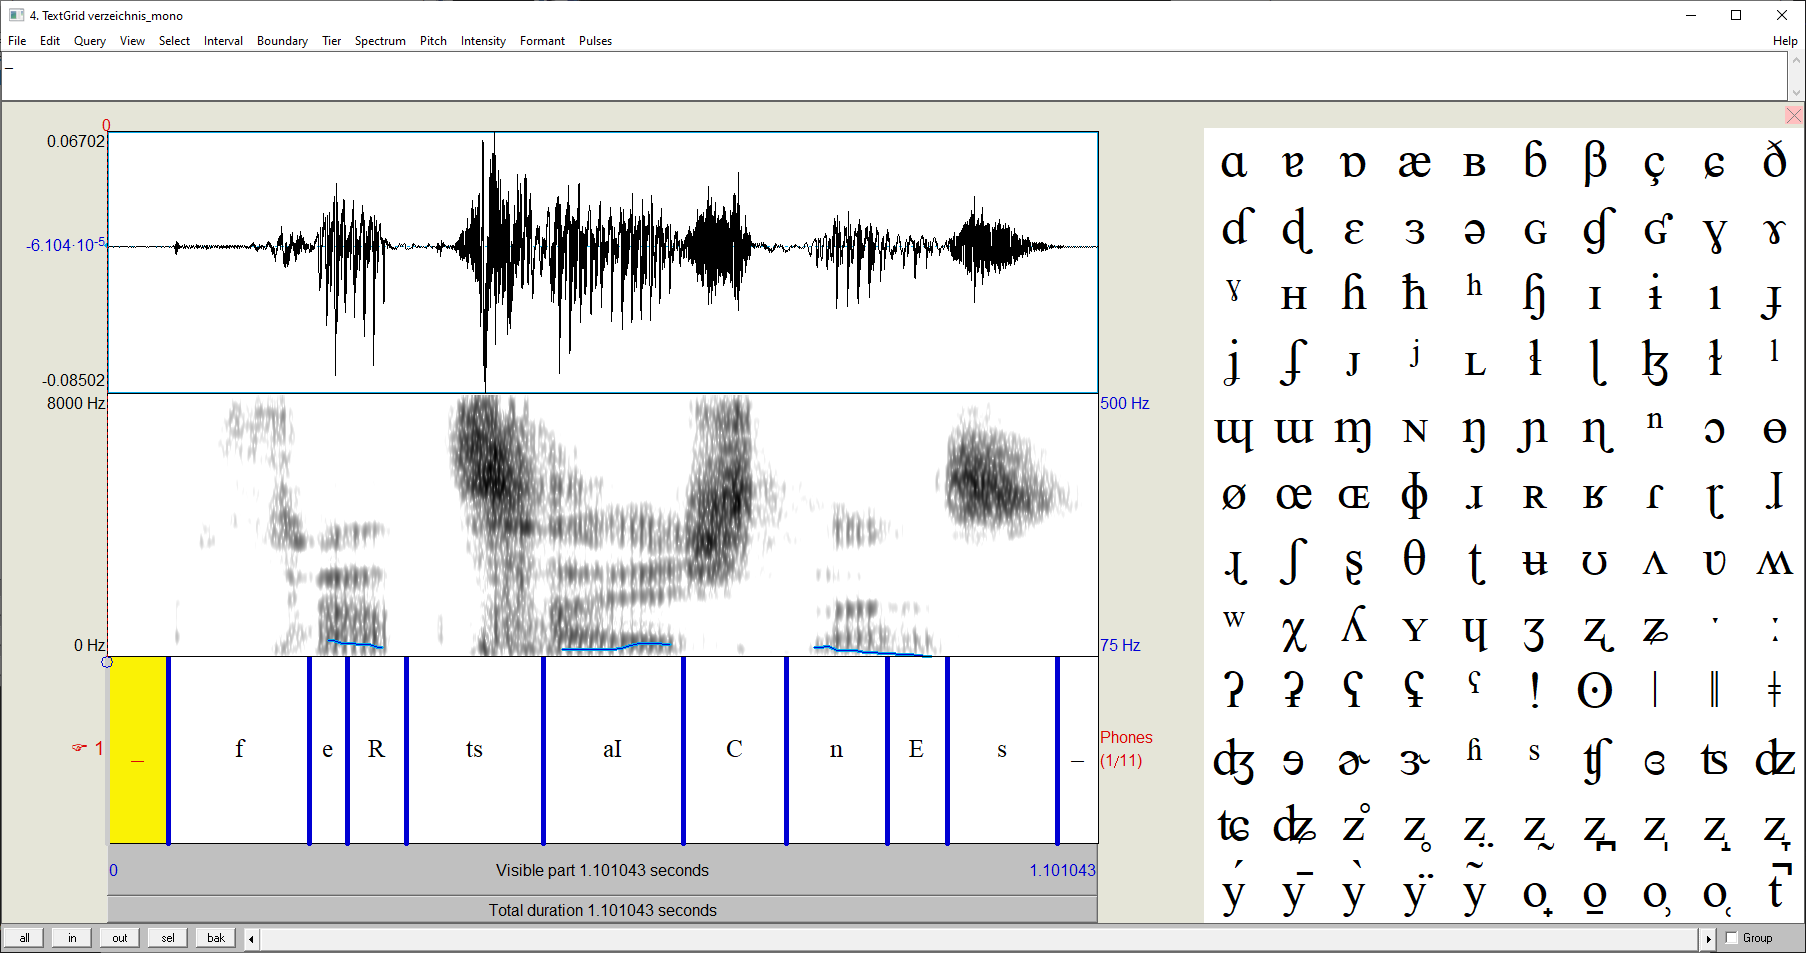 4. TextGrid verzeichnis_mono
File Edit Query View Select Interval Boundary Tier Spectrum Pitch Intensity Formant Pulses Help
_
0
0.06702
-6.104·10⁻⁵
-0.08502
8000 Hz
500 Hz
0 Hz
75 Hz
☞ 1
_ f e R ts aI C n E s _
Phones
(1/11)
0 Visible part 1.101043 seconds 1.101043
Total duration 1.101043 seconds
ɑ ɐ ɒ æ ʙ ɓ β ç ɕ ð
ɗ ɖ ɛ ɜ ə ɢ ɠ ʛ ɣ ɤ
ˠ ʜ ɦ ħ ʰ ɧ ɪ ɨ ı ɟ
ʝ ʄ ȷ ʲ ʟ ɫ ɭ ɮ ɬ ˡ
ɰ ɯ ɱ ɴ ŋ ɲ ɳ ⁿ ɔ ɵ
ø œ ɶ ɸ ɹ ʀ ʁ ɾ ɽ ɺ
ɻ ʃ ʂ θ ʈ ʉ ʊ ʌ ʋ ʍ
ʷ χ ʎ ʏ ɥ ʒ ʐ ʑ ˑ ː
ʔ ʡ ʕ ʢ ˤ ! ʘ ǀ ǁ ǂ
ʤ ɘ ɚ ɝ ʱ ˢ ʧ ɞ ʦ ʣ
ʨ ʥ z̊ z̥ z̤ z̰ z̪ z̩ z̟ z̞
ý ȳ ỳ ÿ ỹ o̟ o̠ o̹ o̜ t̚
all in out sel bak Group